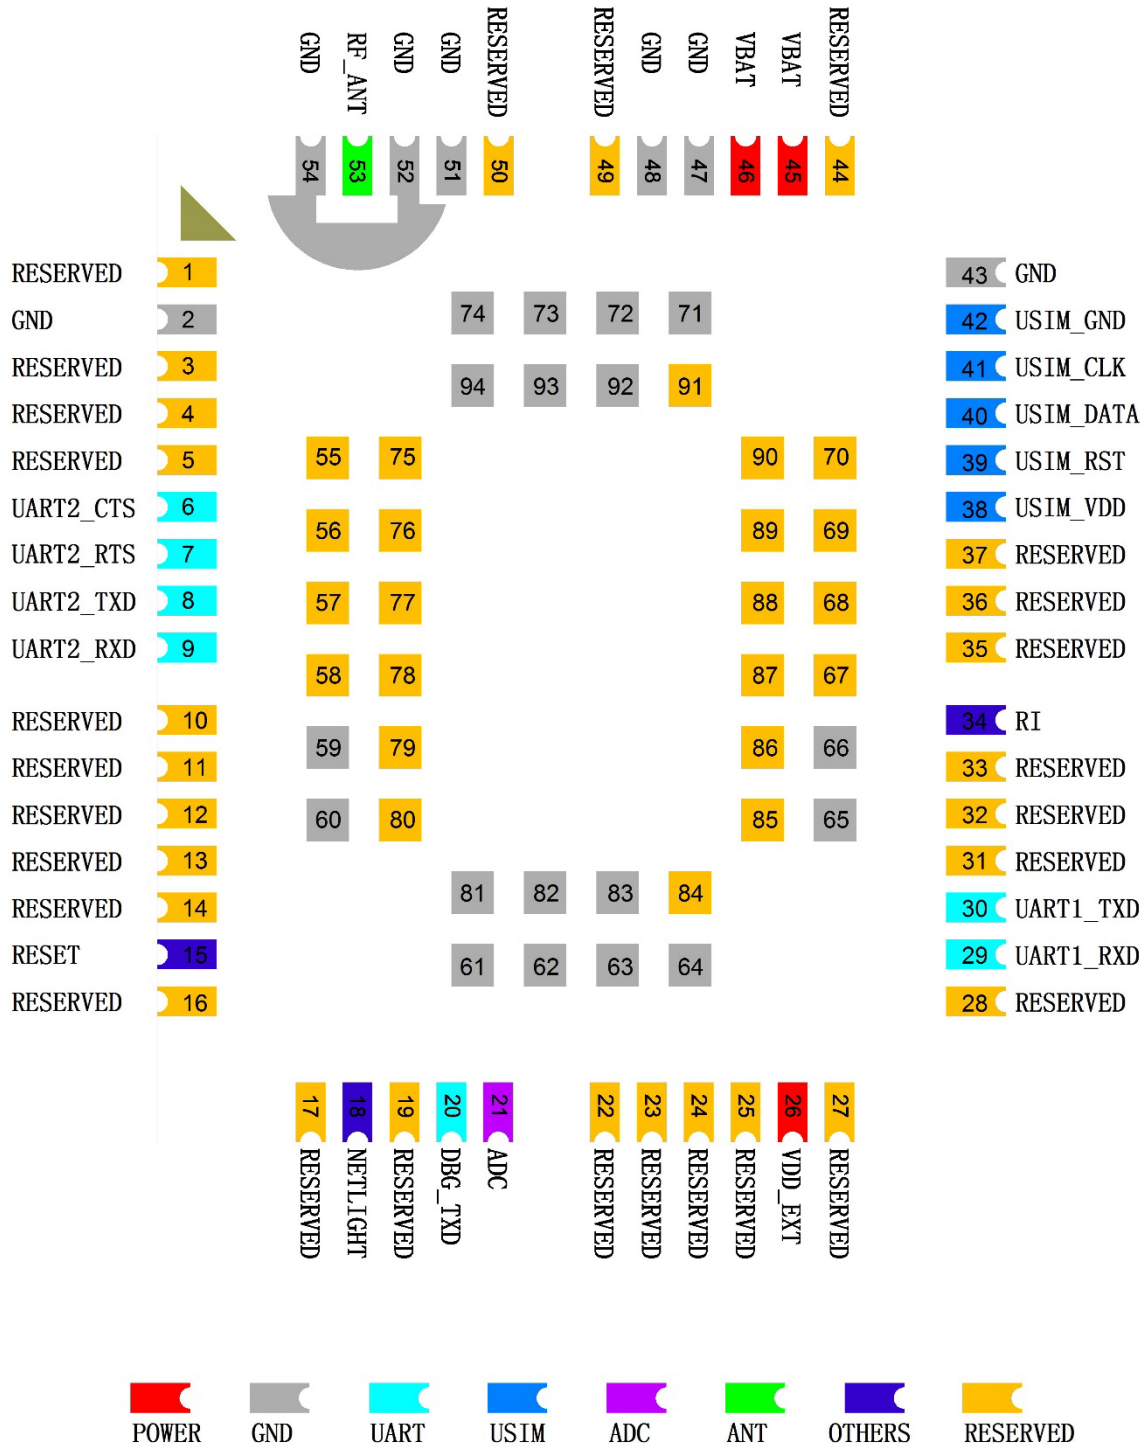 GND RF_ANT GND GND RESERVED RESERVED GND GND VBAT VBAT RESERVED
54 53 52 51 50 49 48 47 46 45 44
RESERVED 1
GND 2
RESERVED 3
RESERVED 4
RESERVED 5
UART2_CTS 6
UART2_RTS 7
UART2_TXD 8
UART2_RXD 9
RESERVED 10
RESERVED 11
RESERVED 12
RESERVED 13
RESERVED 14
RESET 15
RESERVED 16
74 73 72 71
94 93 92 91
55 75 90 70
56 76 89 69
57 77 88 68
58 78 87 67
59 79 86 66
60 80 85 65
81 82 83 84
61 62 63 64
43 GND
42 USIM_GND
41 USIM_CLK
40 USIM_DATA
39 USIM_RST
38 USIM_VDD
37 RESERVED
36 RESERVED
35 RESERVED
34 RI
33 RESERVED
32 RESERVED
31 RESERVED
30 UART1_TXD
29 UART1_RXD
28 RESERVED
17 18 19 20 21 22 23 24 25 26 27
RESERVED NETLIGHT RESERVED DBG_TXD ADC RESERVED RESERVED RESERVED RESERVED VDD_EXT RESERVED
POWER GND UART USIM ADC ANT OTHERS RESERVED